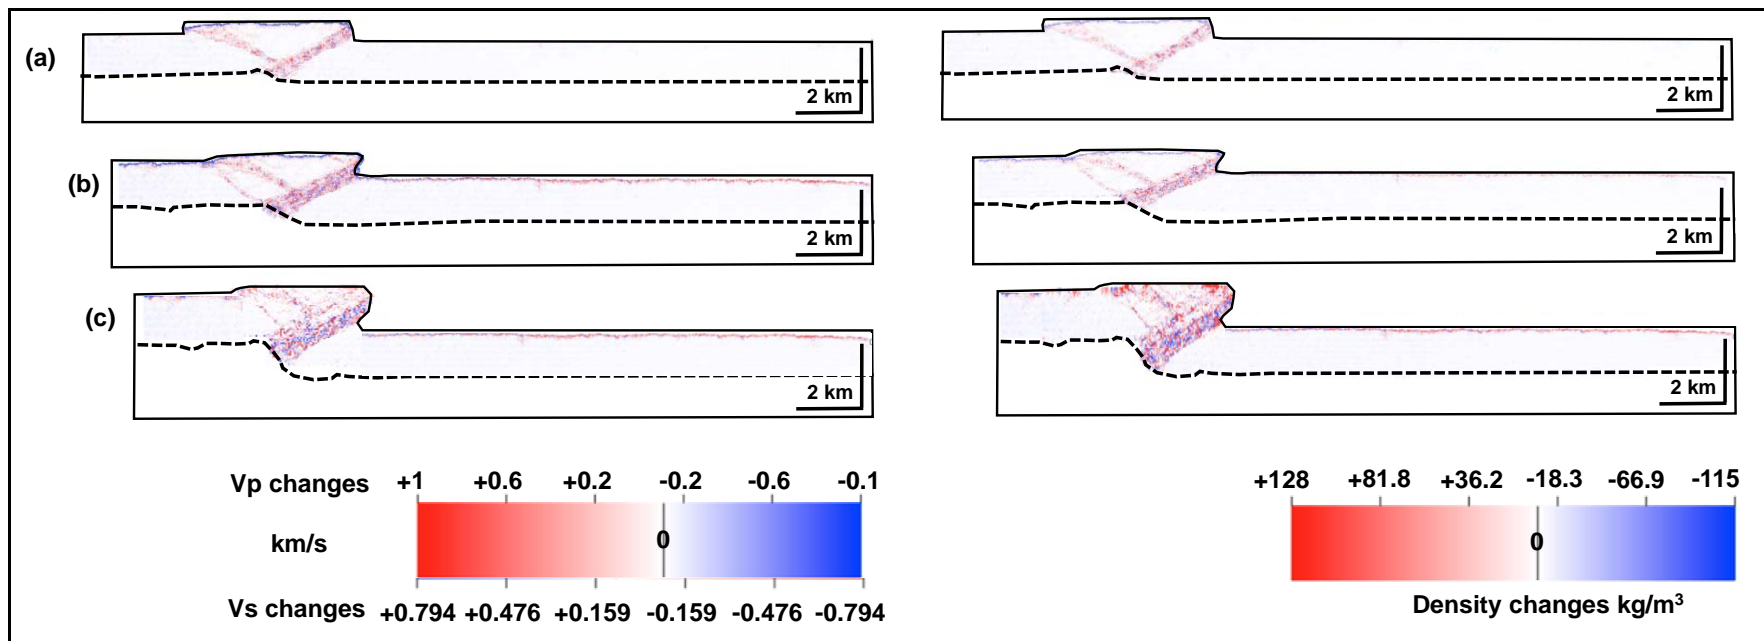 (a)
2 km
2 km
(b)
2 km
2 km
(c)
2 km
2 km
Vp changes +1 +0.6 +0.2 -0.2 -0.6 -0.1
km/s 0
Vs changes +0.794 +0.476 +0.159 -0.159 -0.476 -0.794
+128 +81.8 +36.2 -18.3 -66.9 -115
0
Density changes kg/m³